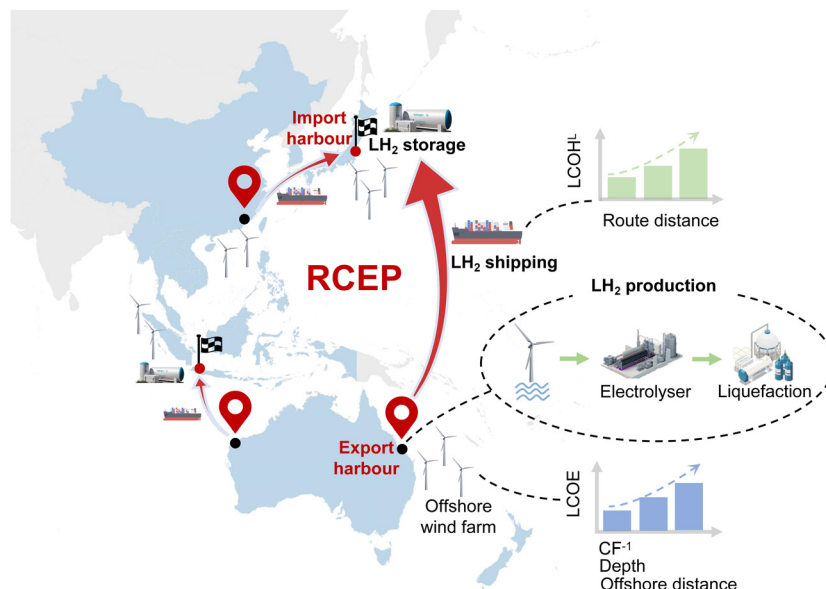 Import
harbour
LH₂ storage
LCOHᴸ
Route distance
RCEP
LH₂ shipping
LH₂ production
Electrolyser
Liquefaction
Export
harbour
Offshore
wind farm
LCOE
CF⁻¹
Depth
Offshore distance